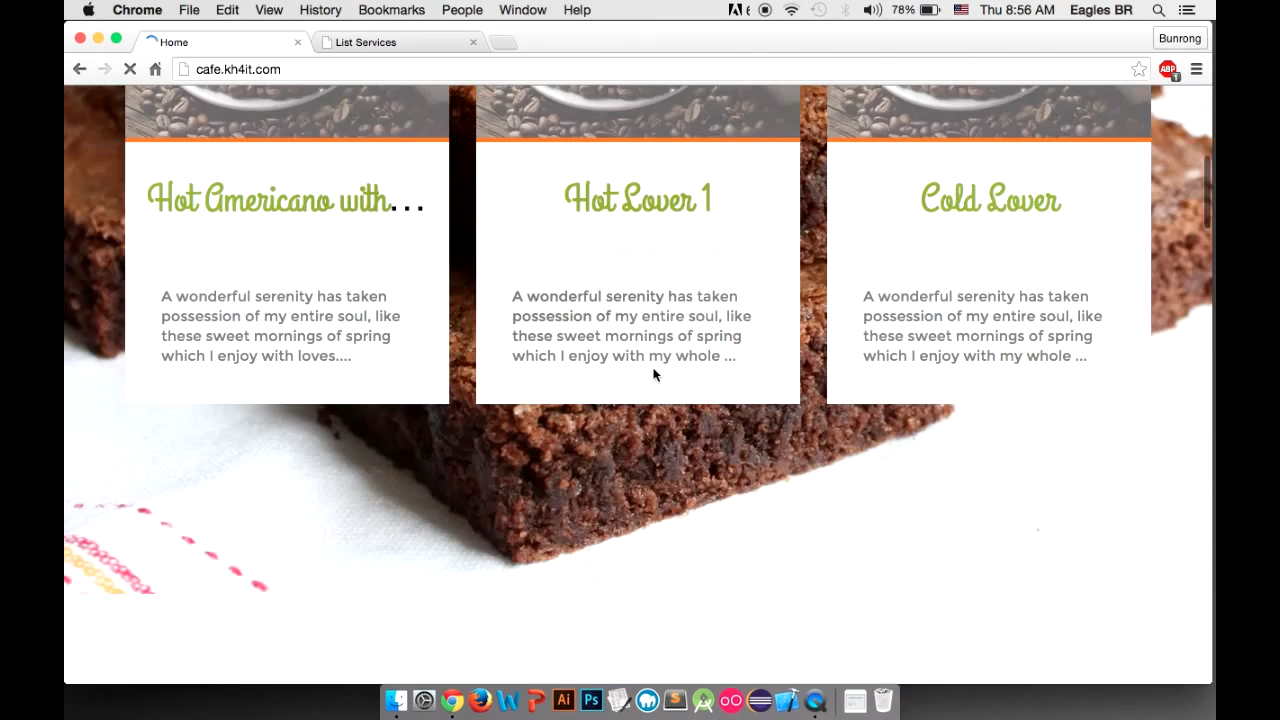 Chrome File Edit View History Bookmarks People Window Help 78% Thu 8:56 AM Eagles BR
Home List Services Bunrong
cafe.kh4it.com ABP 1
Hot Americano with...
A wonderful serenity has taken
possession of my entire soul, like
these sweet mornings of spring
which I enjoy with loves....
Hot Lover 1
A wonderful serenity has taken
possession of my entire soul, like
these sweet mornings of spring
which I enjoy with my whole ...
Cold Lover
A wonderful serenity has taken
possession of my entire soul, like
these sweet mornings of spring
which I enjoy with my whole ...
W P Ai Ps S